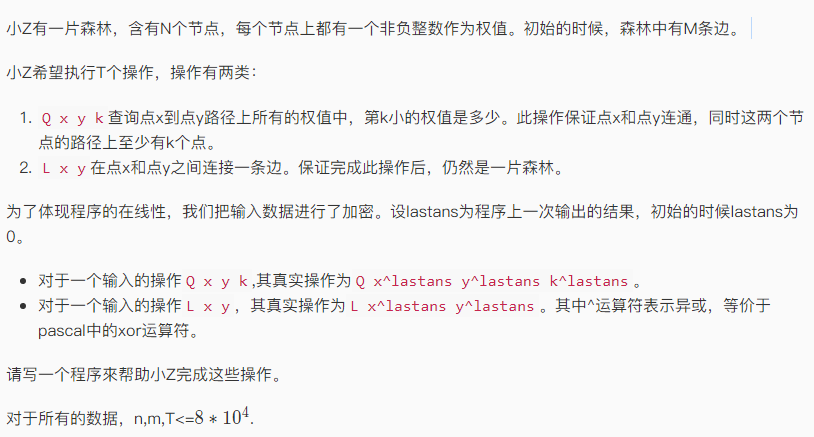 小Z有一片森林，含有N个节点，每个节点上都有一个非负整数作为权值。初始的时候，森林中有M条边。
小Z希望执行T个操作，操作有两类：
1. Q x y k 查询点x到点y路径上所有的权值中，第k小的权值是多少。此操作保证点x和点y连通，同时这两个节
点的路径上至少有k个点。
2. L x y 在点x和点y之间连接一条边。保证完成此操作后，仍然是一片森林。
为了体现程序的在线性，我们把输入数据进行了加密。设lastans为程序上一次输出的结果，初始的时候lastans为
0。
• 对于一个输入的操作 Q x y k ,其真实操作为 Q x^lastans y^lastans k^lastans 。
• 对于一个输入的操作 L x y ，其真实操作为 L x^lastans y^lastans 。其中^运算符表示异或，等价于
pascal中的xor运算符。
请写一个程序来帮助小Z完成这些操作。
对于所有的数据，n,m,T<=8 ∗ 10⁴.